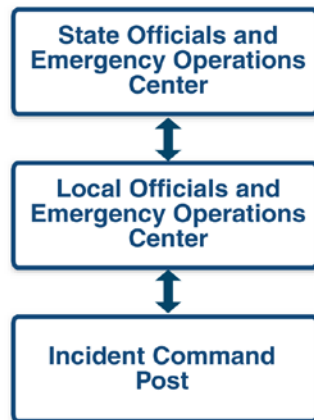 State Officials and
Emergency Operations
Center
Local Officials and
Emergency Operations
Center
Incident Command
Post